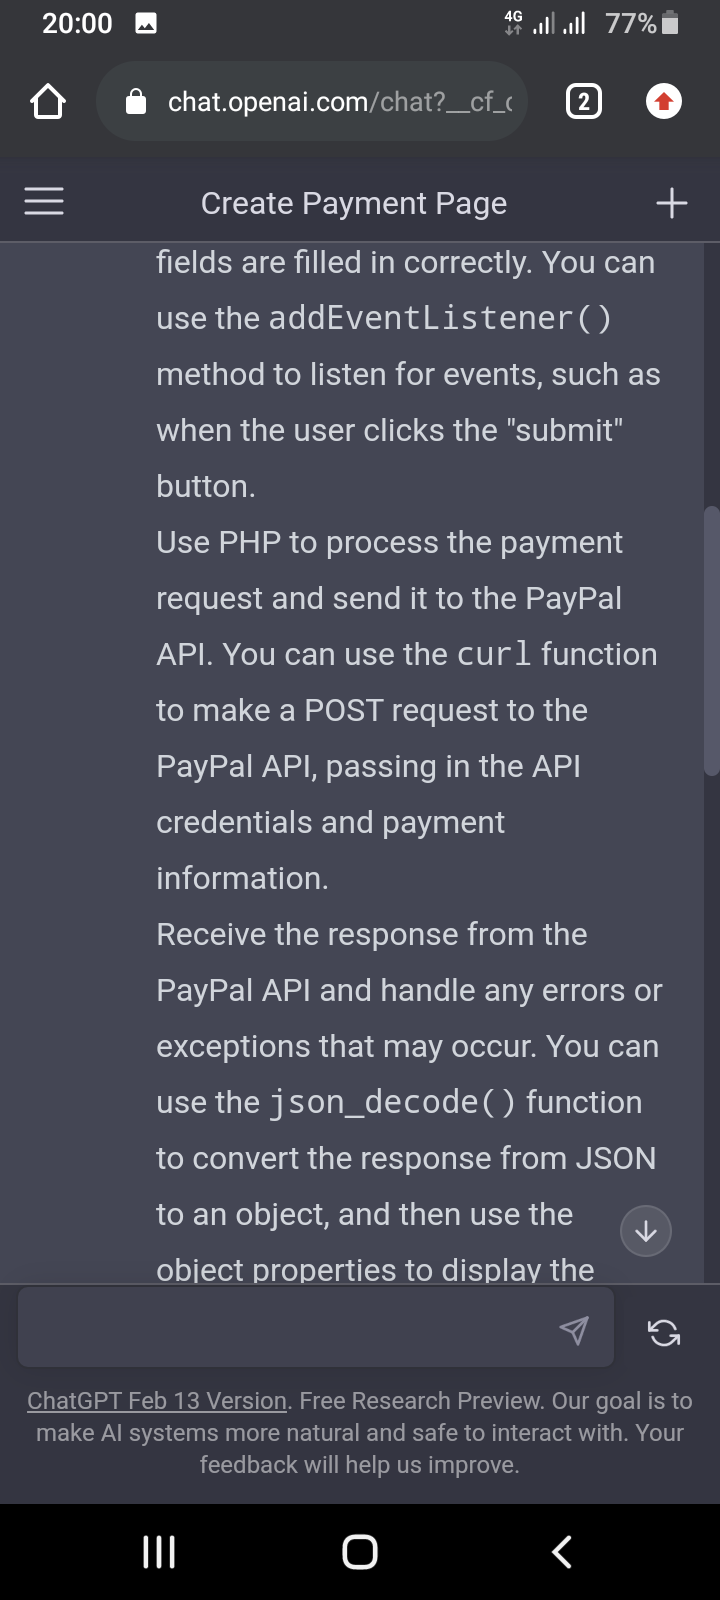 20:00
4G
77%
chat.openai.com/chat?__cf_c
2
Create Payment Page
fields are filled in correctly. You can
use the addEventListener()
method to listen for events, such as
when the user clicks the "submit"
button.
Use PHP to process the payment
request and send it to the PayPal
API. You can use the curl function
to make a POST request to the
PayPal API, passing in the API
credentials and payment
information.
Receive the response from the
PayPal API and handle any errors or
exceptions that may occur. You can
use the json_decode() function
to convert the response from JSON
to an object, and then use the
object properties to display the
ChatGPT Feb 13 Version. Free Research Preview. Our goal is to
make AI systems more natural and safe to interact with. Your
feedback will help us improve.